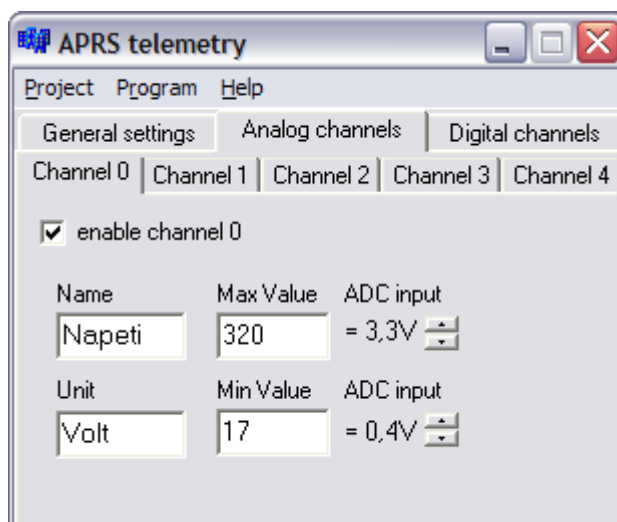 APRS telemetry
Project Program Help
General settings Analog channels Digital channels
Channel 0 Channel 1 Channel 2 Channel 3 Channel 4
enable channel 0
Name Max Value ADC input
Napeti 320 = 3,3V
Unit Min Value ADC input
Volt 17 = 0,4V